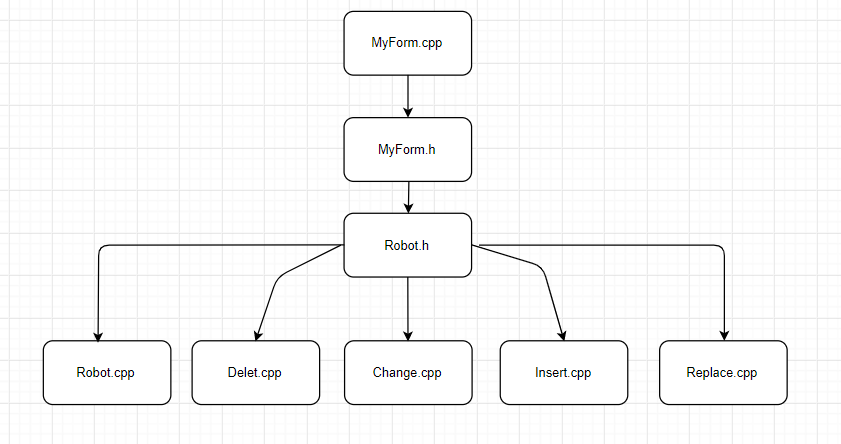 MyForm.cpp
MyForm.h
Robot.h
Robot.cpp
Delet.cpp
Change.cpp
Insert.cpp
Replace.cpp